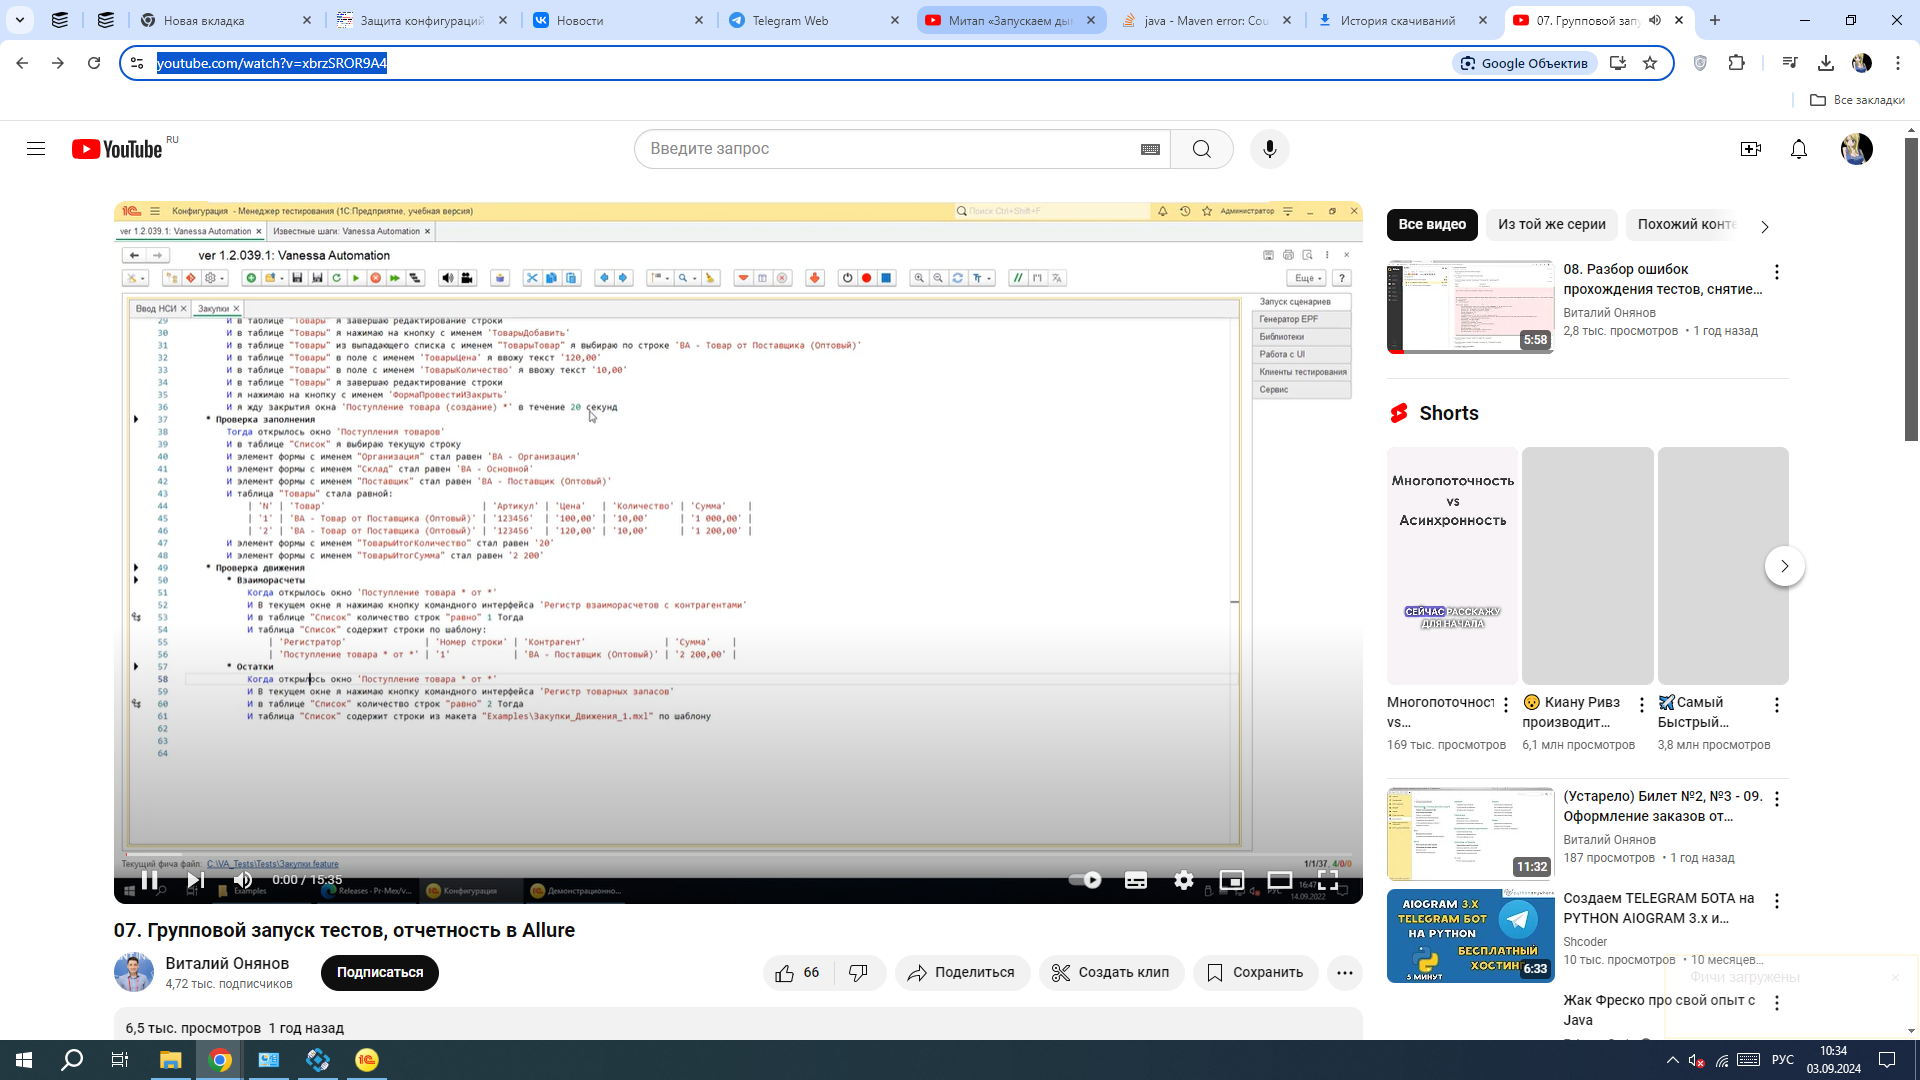 Новая вкладка
Защита конфигураций
Новости
Telegram Web
Митап «Запускаем ды
java - Maven error: Cou
История скачиваний
07. Групповой запу
youtube.com/watch?v=xbrzSROR9A4
Google Объектив
Все закладки
YouTube RU
Введите запрос
Конфигурация - Менеджер тестирования (1С:Предприятие, учебная версия)
Поиск Ctrl+Shift+F
Администратор
ver 1.2.039.1: Vanessa Automation
Известные шаги: Vanessa Automation
ver 1.2.039.1: Vanessa Automation
Еще
?
Ввод НСИ
Закупки
Запуск сценариев
Генератор EPF
Библиотеки
Работа с UI
Клиенты тестирования
Сервис
29 И в таблице "Товары" я завершаю редактирование строки
30 И в таблице "Товары" я нажимаю на кнопку с именем 'ТоварыДобавить'
31 И в таблице "Товары" из выпадающего списка с именем "ТоварыТовар" я выбираю по строке 'ВА - Товар от Поставщика (Оптовый)'
32 И в таблице "Товары" в поле с именем 'ТоварыЦена' я ввожу текст '120,00'
33 И в таблице "Товары" в поле с именем 'ТоварыКоличество' я ввожу текст '10,00'
34 И в таблице "Товары" я завершаю редактирование строки
35 И я нажимаю на кнопку с именем 'ФормаПровестиИЗакрыть'
36 И я жду закрытия окна 'Поступление товара (создание) *' в течение 20 секунд
37 * Проверка заполнения
38 Тогда открылось окно 'Поступления товаров'
39 И в таблице "Список" я выбираю текущую строку
40 И элемент формы с именем "Организация" стал равен 'ВА - Организация'
41 И элемент формы с именем "Склад" стал равен 'ВА - Основной'
42 И элемент формы с именем "Поставщик" стал равен 'ВА - Поставщик (Оптовый)'
43 И таблица "Товары" стала равной:
44 | 'N' | 'Товар' | 'Артикул' | 'Цена' | 'Количество' | 'Сумма' |
45 | '1' | 'ВА - Товар от Поставщика (Оптовый)' | '123456' | '100,00' | '10,00' | '1 000,00' |
46 | '2' | 'ВА - Товар от Поставщика (Оптовый)' | '123456' | '120,00' | '10,00' | '1 200,00' |
47 И элемент формы с именем "ТоварыИтогКоличество" стал равен '20'
48 И элемент формы с именем "ТоварыИтогСумма" стал равен '2 200'
49 * Проверка движения
50 * Взаиморасчеты
51 Когда открылось окно 'Поступление товара * от *'
52 И В текущем окне я нажимаю кнопку командного интерфейса 'Регистр взаиморасчетов с контрагентами'
53 И в таблице "Список" количество строк "равно" 1 Тогда
54 И таблица "Список" содержит строки по шаблону:
55 | 'Регистратор' | 'Номер строки' | 'Контрагент' | 'Сумма' |
56 | 'Поступление товара * от *' | '1' | 'ВА - Поставщик (Оптовый)' | '2 200,00' |
57 * Остатки
58 Когда открылось окно 'Поступление товара * от *'
59 И В текущем окне я нажимаю кнопку командного интерфейса 'Регистр товарных запасов'
60 И в таблице "Список" количество строк "равно" 2 Тогда
61 И таблица "Список" содержит строки из макета "Examples\Закупки_Движения_1.mxl" по шаблону
62
63
64
Текущий фича файл: C:\VA_Tests\Tests\Закупки.feature
1/1/37, 4/0/0
0:00 / 15:35
Examples
Releases · Pr-Mex/v...
Конфигурация
Демонстрационно...
РУС
16:47
14.09.2022
07. Групповой запуск тестов, отчетность в Allure
Виталий Онянов
4,72 тыс. подписчиков
Подписаться
66
Поделиться
Создать клип
Сохранить
6,5 тыс. просмотров 1 год назад
Все видео
Из той же серии
Похожий конте
08. Разбор ошибок
прохождения тестов, снятие...
Виталий Онянов
2,8 тыс. просмотров • 1 год назад
5:58
Shorts
Многопоточность
vs
Асинхронность
СЕЙЧАС РАССКАЖУ
ДЛЯ НАЧАЛА
Многопоточност
vs...
169 тыс. просмотров
Киану Ривз
производит...
6,1 млн просмотров
Самый
Быстрый...
3,8 млн просмотров
11:32
(Устарело) Билет №2, №3 - 09.
Оформление заказов от...
Виталий Онянов
187 просмотров • 1 год назад
AIOGRAM 3.X
TELEGRAM БОТ
НА PYTHON
БЕСПЛАТНЫЙ
ХОСТИНГ
5 МИНУТ
6:33
Создаем TELEGRAM БОТА на
PYTHON AIOGRAM 3.x и...
Shcoder
10 тыс. просмотров • 10 месяцев...
Фичи загружены
Жак Фреско про свой опыт с
Java
РУС
10:34
03.09.2024